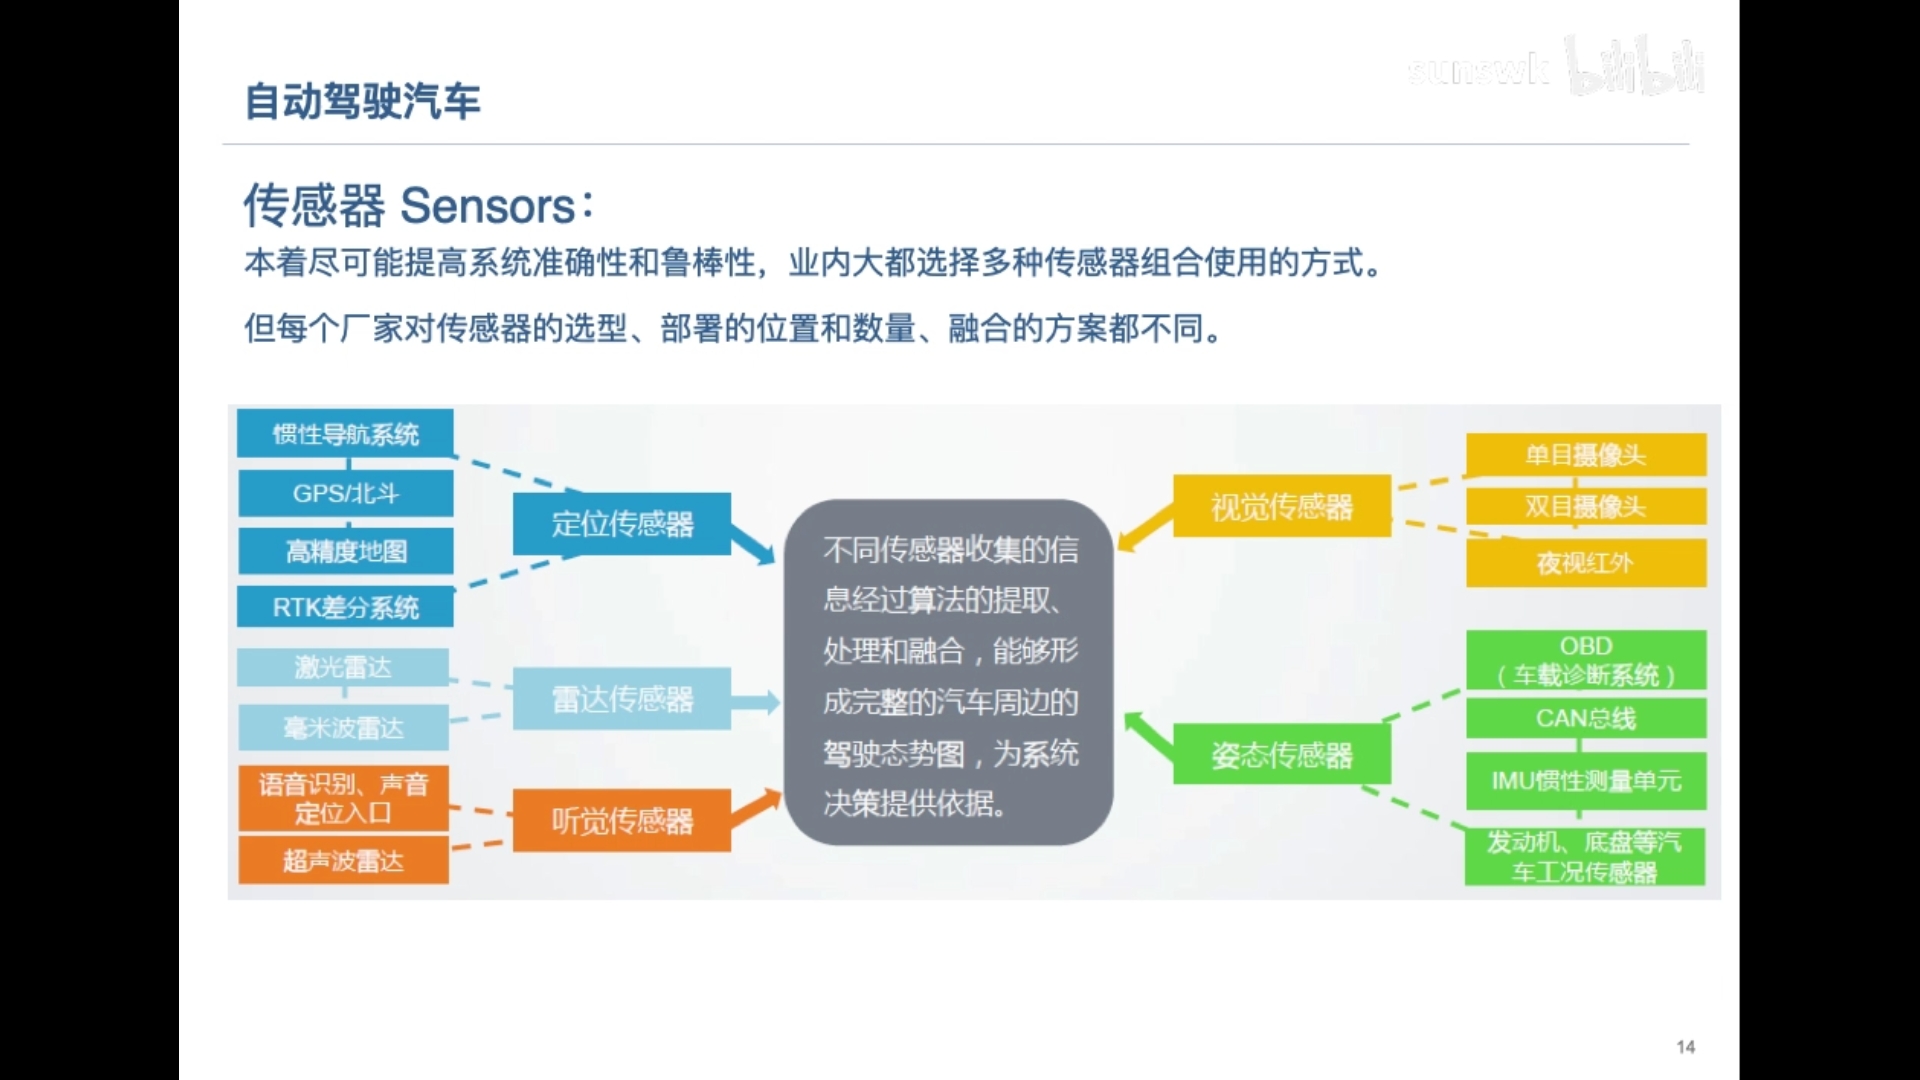 sunswk bilibili
自动驾驶汽车
传感器 Sensors：
本着尽可能提高系统准确性和鲁棒性，业内大都选择多种传感器组合使用的方式。
但每个厂家对传感器的选型、部署的位置和数量、融合的方案都不同。
惯性导航系统
GPS/北斗
高精度地图
RTK差分系统
定位传感器
激光雷达
毫米波雷达
雷达传感器
语音识别、声音
定位入口
超声波雷达
听觉传感器
不同传感器收集的信
息经过算法的提取、
处理和融合，能够形
成完整的汽车周边的
驾驶态势图，为系统
决策提供依据。
视觉传感器
单目摄像头
双目摄像头
夜视红外
姿态传感器
OBD
（车载诊断系统）
CAN总线
IMU惯性测量单元
发动机、底盘等汽
车工况传感器
14